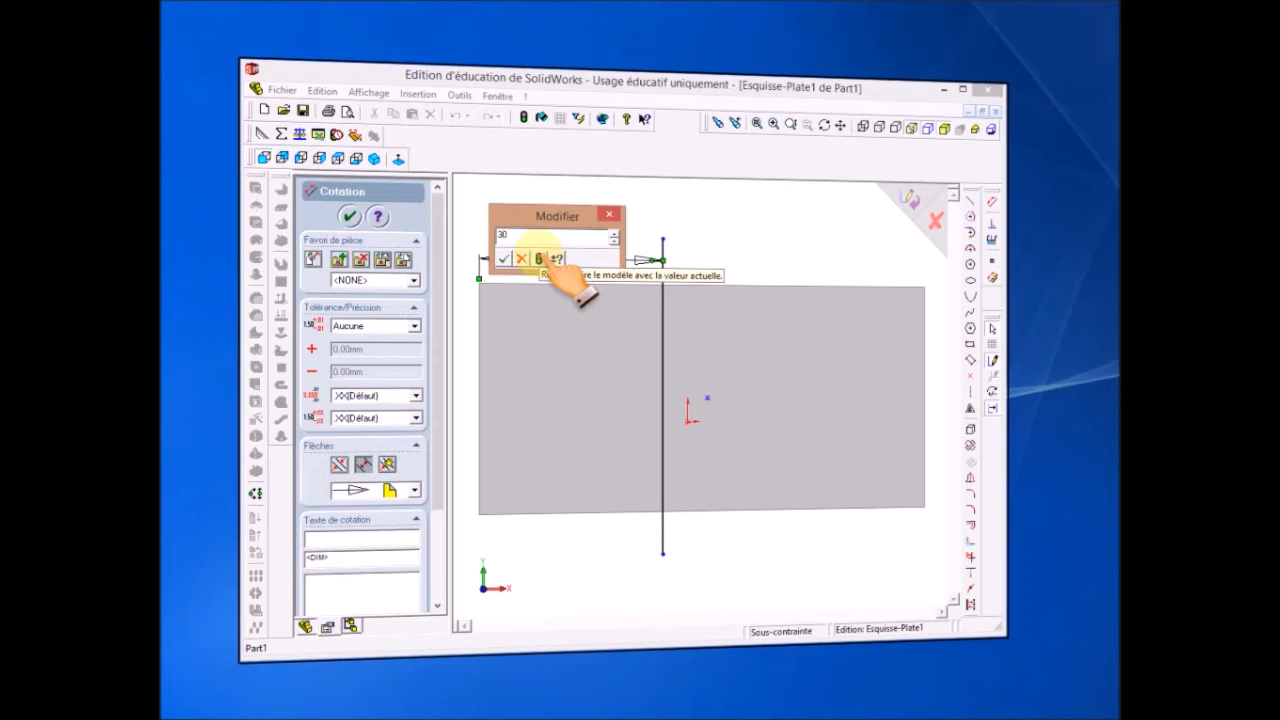 Edition d'éducation de SolidWorks - Usage éducatif uniquement - [Esquisse-Plate1 de Part1]
Fichier Edition Affichage Insertion Outils Fenêtre ?
Cotation
Modifier
30
Favori de pièce
le modèle avec la valeur actuelle.
<NONE>
Tolérance/Précision
Aucune
0.00mm
0.00mm
.XX(Défaut)
.XX(Défaut)
Flèches
Texte de cotation
<DIM>
Y
X
Sous-contrainte
Edition: Esquisse-Plate1
Part1